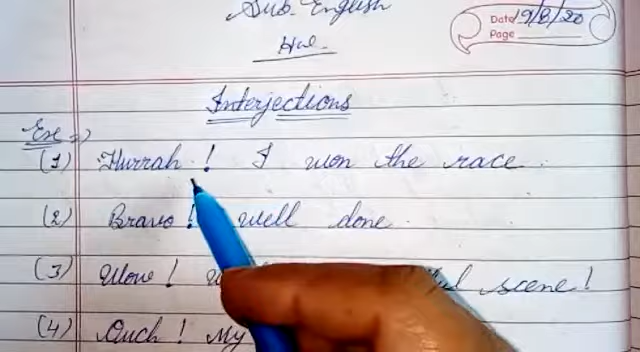 Sub- English
Date 19/8/20
Page
H.w.
Interjections
Ex ⇒
(1) Hurrah! I won the race.
(2) Bravo! well done.
(3) Wow! scene!
(4) Ouch! My